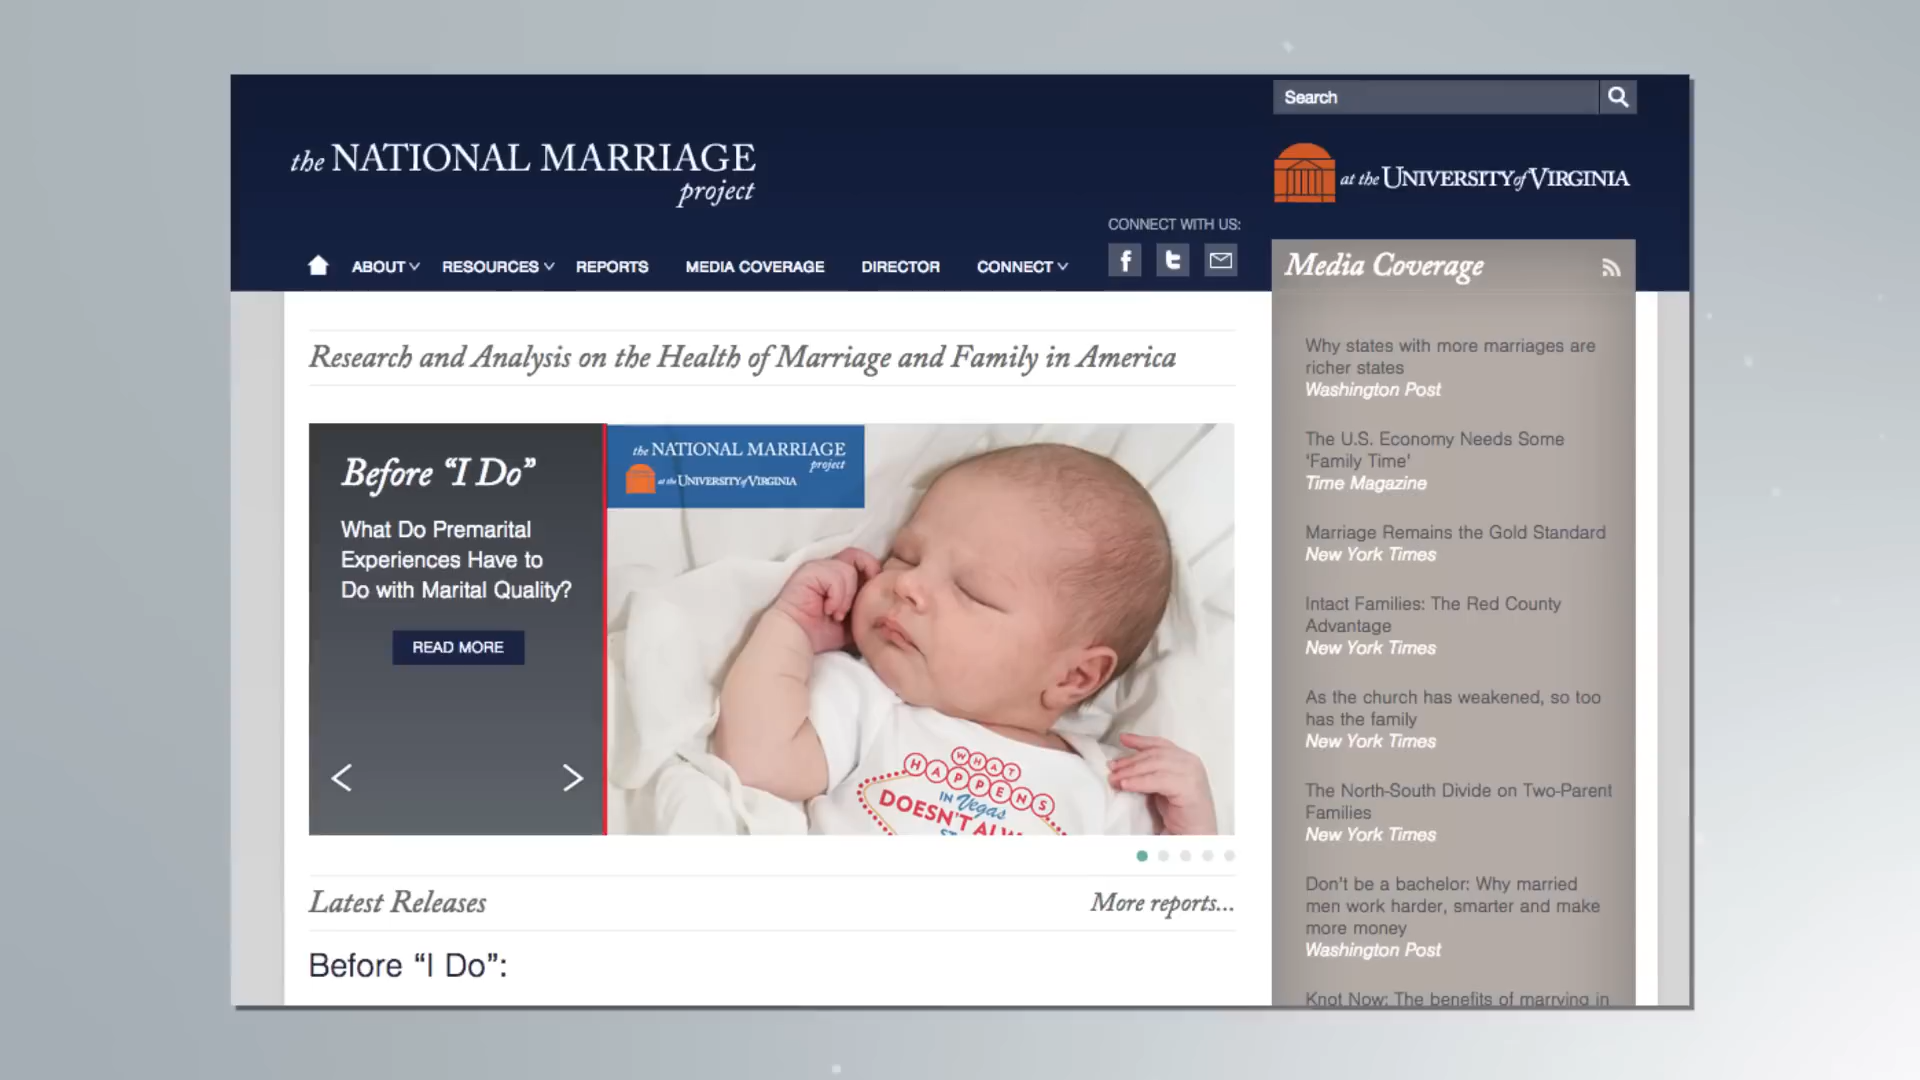 Search
the NATIONAL MARRIAGE
project
at the UNIVERSITY of VIRGINIA
CONNECT WITH US:
ABOUT
RESOURCES
REPORTS
MEDIA COVERAGE
DIRECTOR
CONNECT
Research and Analysis on the Health of Marriage and Family in America
Before “I Do”
What Do Premarital
Experiences Have to
Do with Marital Quality?
READ MORE
the NATIONAL MARRIAGE
project
at the UNIVERSITY of VIRGINIA
WHAT
HAPPENS
IN Vegas
DOESN'T
Latest Releases
More reports...
Before “I Do”:
Media Coverage
Why states with more marriages are
richer states
Washington Post
The U.S. Economy Needs Some
'Family Time'
Time Magazine
Marriage Remains the Gold Standard
New York Times
Intact Families: The Red County
Advantage
New York Times
As the church has weakened, so too
has the family
New York Times
The North-South Divide on Two-Parent
Families
New York Times
Don't be a bachelor: Why married
men work harder, smarter and make
more money
Washington Post
Knot Now: The benefits of marrying in